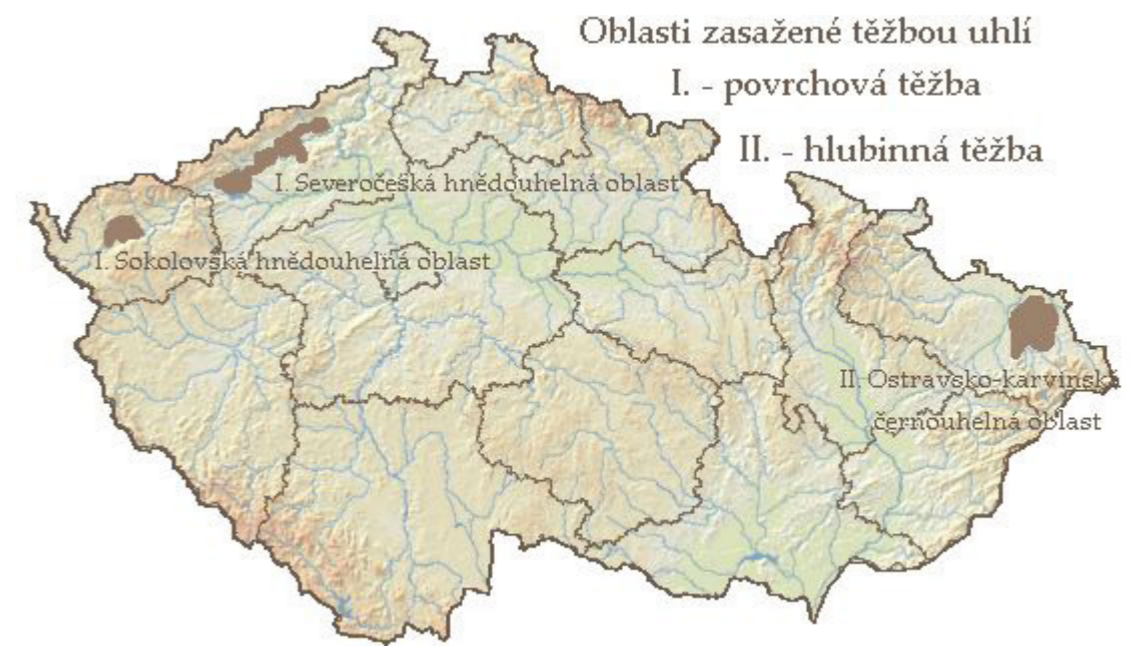 Oblasti zasažené těžbou uhlí
I. - povrchová těžba
II. - hlubinná těžba
I. Severočeská hnědouhelná oblast
I. Sokolovská hnědouhelná oblast
II. Ostravsko-karvinská
černouhelná oblast